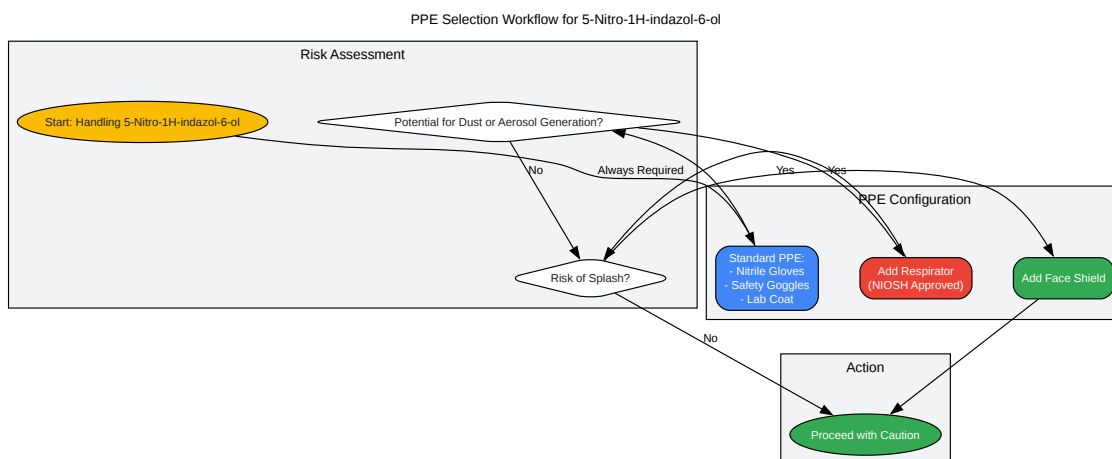 PPE Selection Workflow for 5-Nitro-1H-indazol-6-ol
Risk Assessment
Start: Handling 5-Nitro-1H-indazol-6-ol
Potential for Dust or Aerosol Generation?
No
Always Required
Yes
Yes
PPE Configuration
Standard PPE:
- Nitrile Gloves
- Safety Goggles
- Lab Coat
Add Respirator
(NIOSH Approved)
Add Face Shield
Risk of Splash?
No
Action
Proceed with Caution